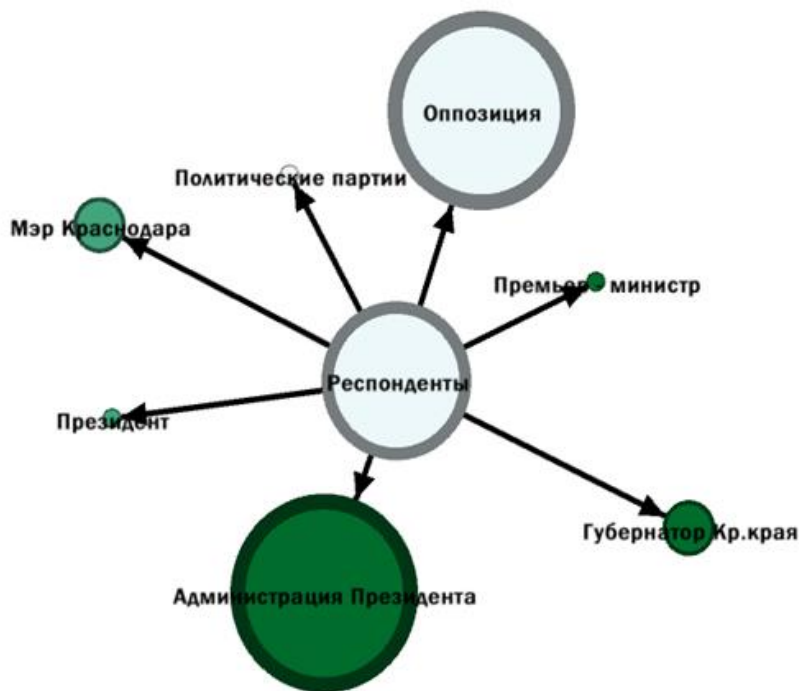 Оппозиция
Политические партии
Мэр Краснодара
Премьер - министр
Респонденты
Президент
Губернатор Кр.края
Администрация Президента